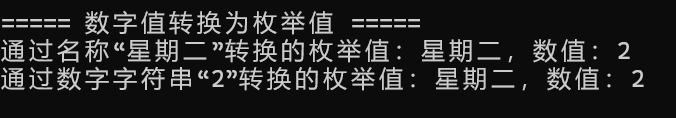 ===== 数字值转换为枚举值 =====
通过名称“星期二”转换的枚举值：星期二，数值：2
通过数字字符串“2”转换的枚举值：星期二，数值：2